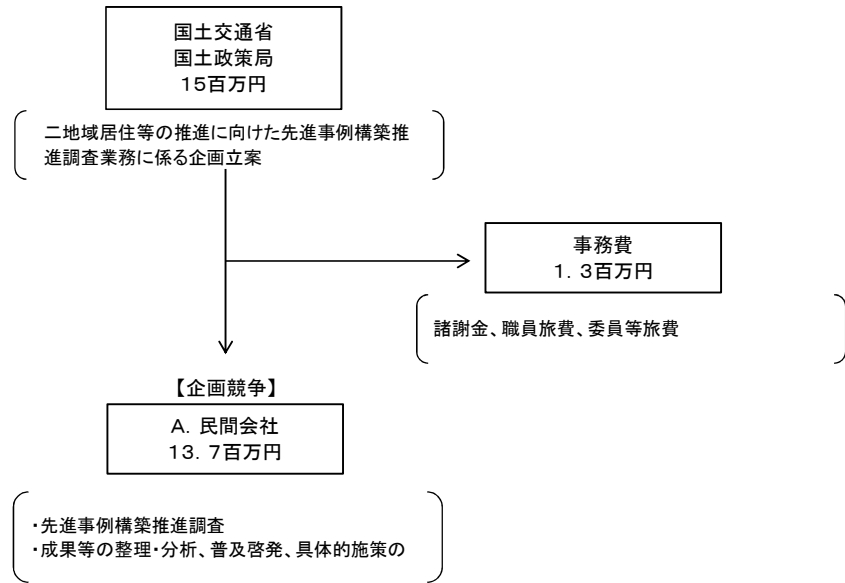 国土交通省
国土政策局
15百万円
二地域居住等の推進に向けた先進事例構築推
進調査業務に係る企画立案
事務費
1．3百万円
諸謝金、職員旅費、委員等旅費
【企画競争】
A．民間会社
13．7百万円
・先進事例構築推進調査
・成果等の整理・分析、普及啓発、具体的施策の